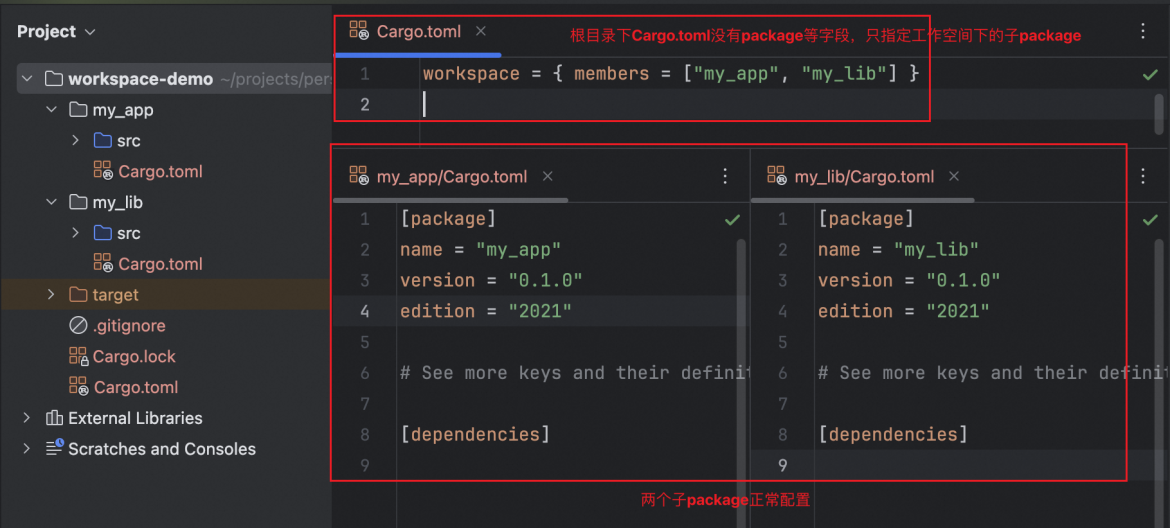 Project
workspace-demo ~/projects/per
my_app
src
Cargo.toml
my_lib
src
Cargo.toml
target
.gitignore
Cargo.lock
Cargo.toml
External Libraries
Scratches and Consoles
Cargo.toml
根目录下Cargo.toml没有package等字段，只指定工作空间下的子package
1 workspace = { members = ["my_app", "my_lib"] }
2
my_app/Cargo.toml
1 [package]
2 name = "my_app"
3 version = "0.1.0"
4 edition = "2021"
5
6 # See more keys and their definit
7
8 [dependencies]
9
my_lib/Cargo.toml
1 [package]
2 name = "my_lib"
3 version = "0.1.0"
4 edition = "2021"
5
6 # See more keys and their definit
7
8 [dependencies]
9
两个子package正常配置